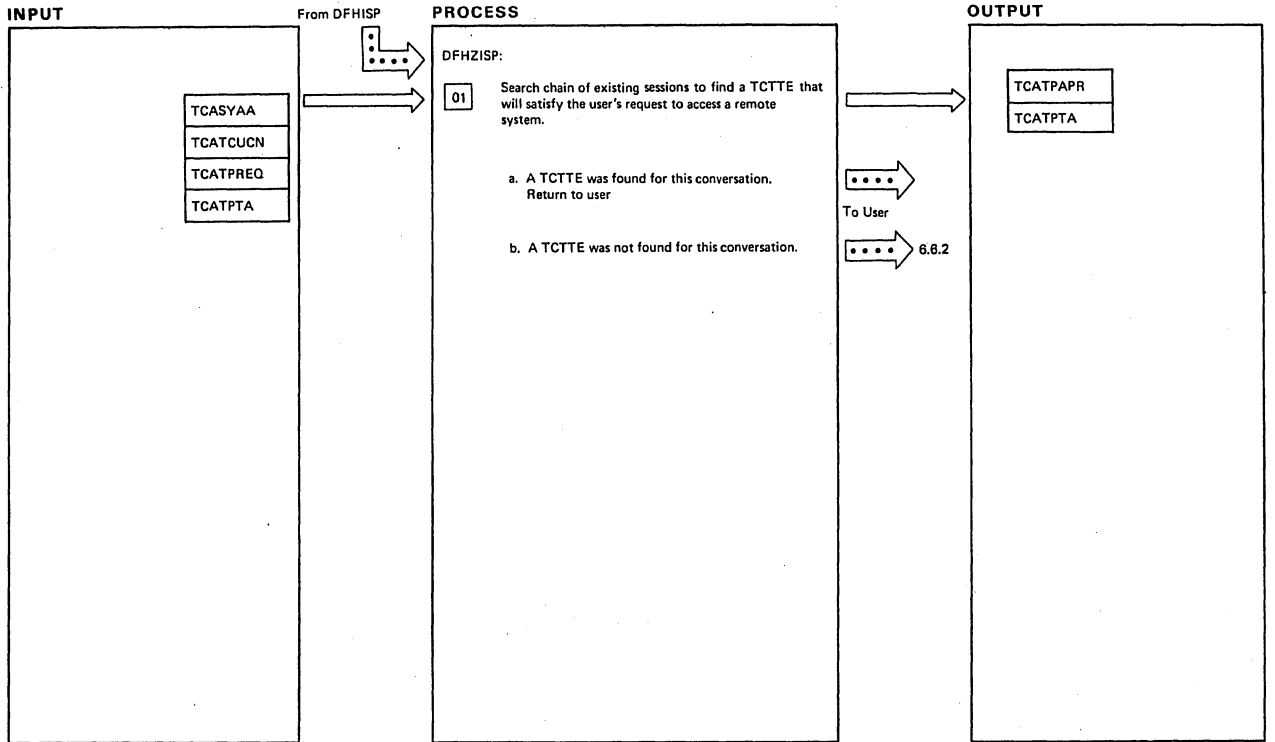 INPUT
From DFHISP
PROCESS
OUTPUT
DFHZISP:
TCASYAA
TCATCUCN
TCATPREQ
TCATPTA
01
Search chain of existing sessions to find a TCTTE that
will satisfy the user's request to access a remote
system.
TCATPAPR
TCATPTA
a. A TCTTE was found for this conversation.
Return to user
To User
b. A TCTTE was not found for this conversation.
6.6.2